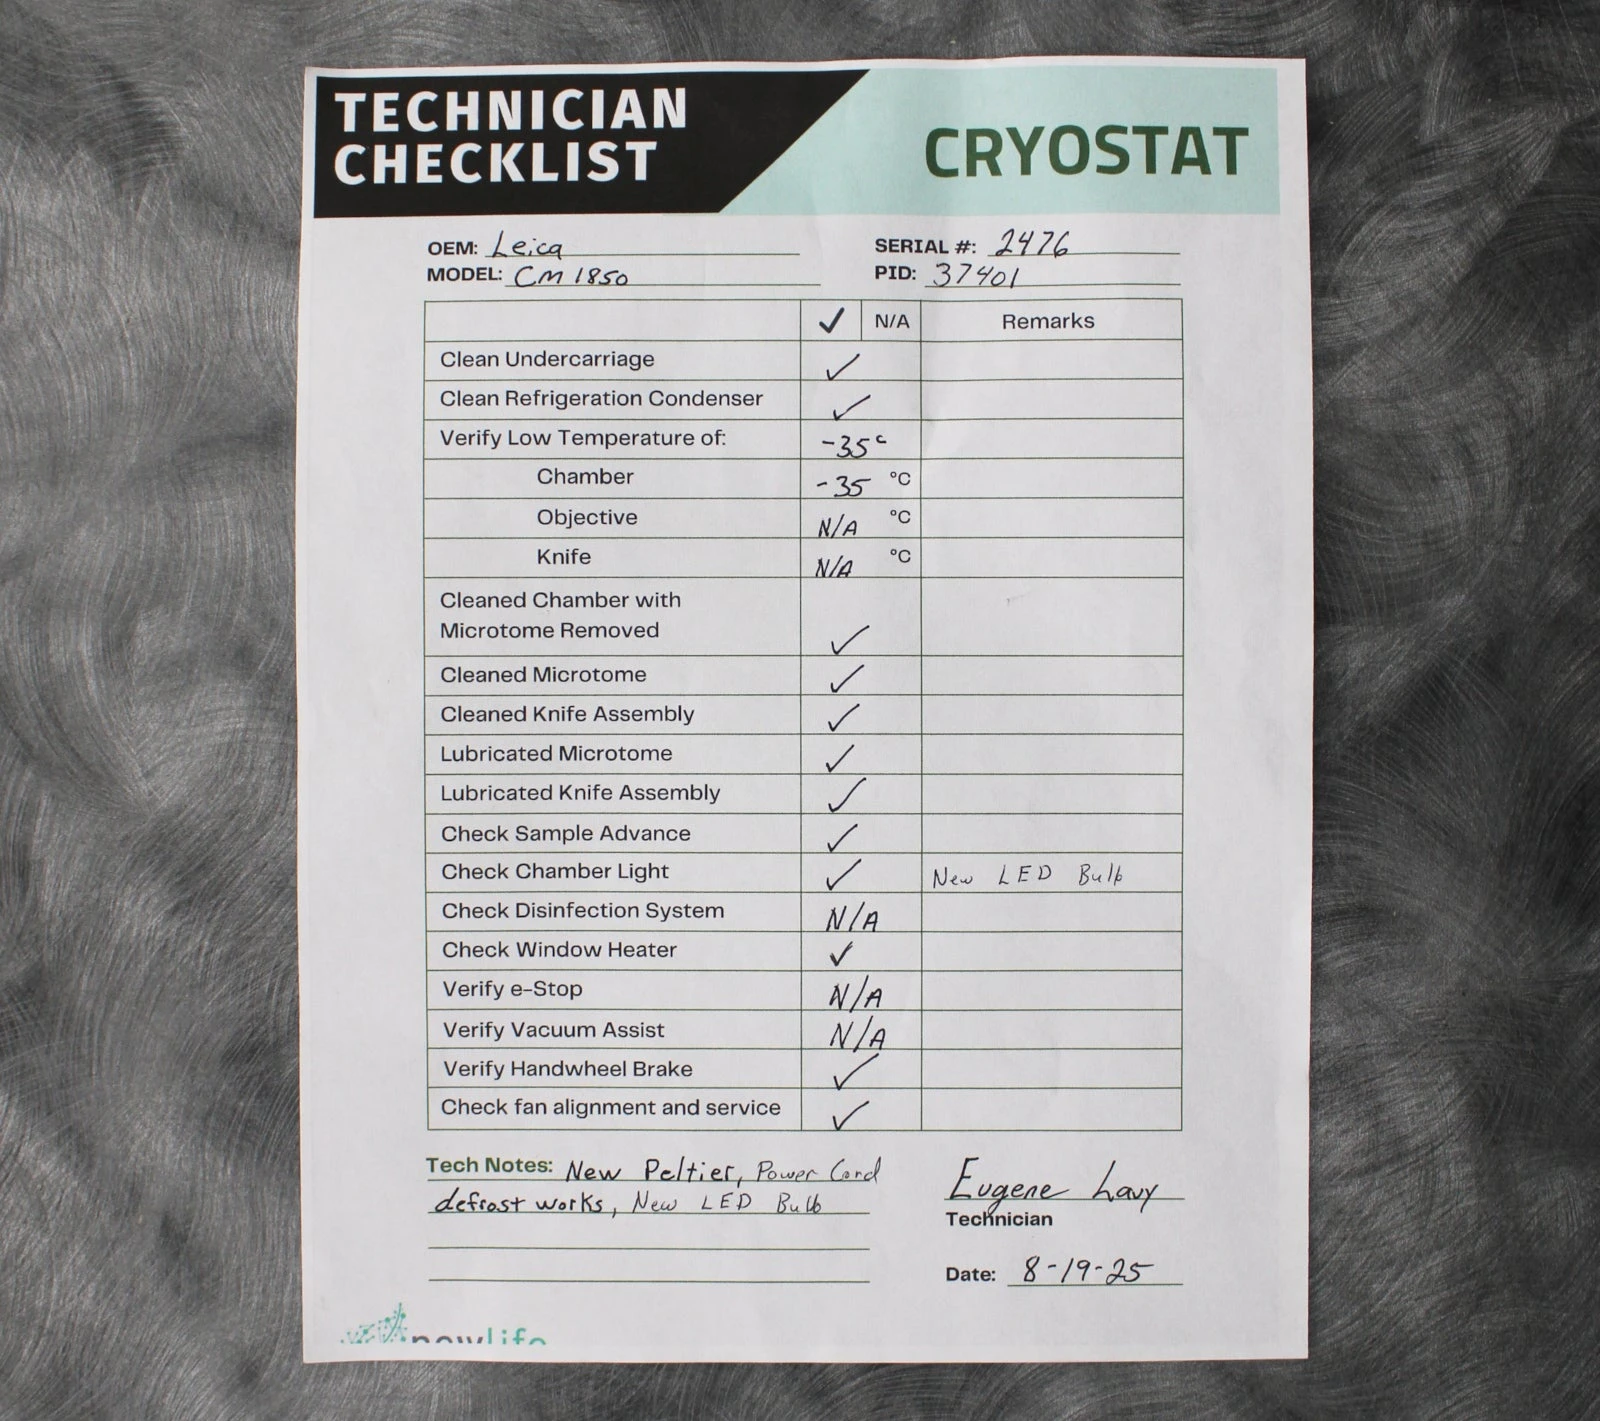 TECHNICIAN
CHECKLIST
CRYOSTAT
OEM: Leica SERIAL #: 2476
MODEL: CM 1850 PID: 37401
✓ N/A Remarks
Clean Undercarriage ✓
Clean Refrigeration Condenser ✓
Verify Low Temperature of: -35 c
Chamber -35 °C
Objective N/A °C
Knife N/A °C
Cleaned Chamber with
Microtome Removed ✓
Cleaned Microtome ✓
Cleaned Knife Assembly ✓
Lubricated Microtome ✓
Lubricated Knife Assembly ✓
Check Sample Advance ✓
Check Chamber Light ✓ New LED Bulb
Check Disinfection System N/A
Check Window Heater ✓
Verify e-Stop N/A
Verify Vacuum Assist N/A
Verify Handwheel Brake ✓
Check fan alignment and service ✓
Tech Notes: New Peltier, Power Cord
defrost works, New LED Bulb
Eugene Lavy
Technician
Date: 8-19-25
newlife